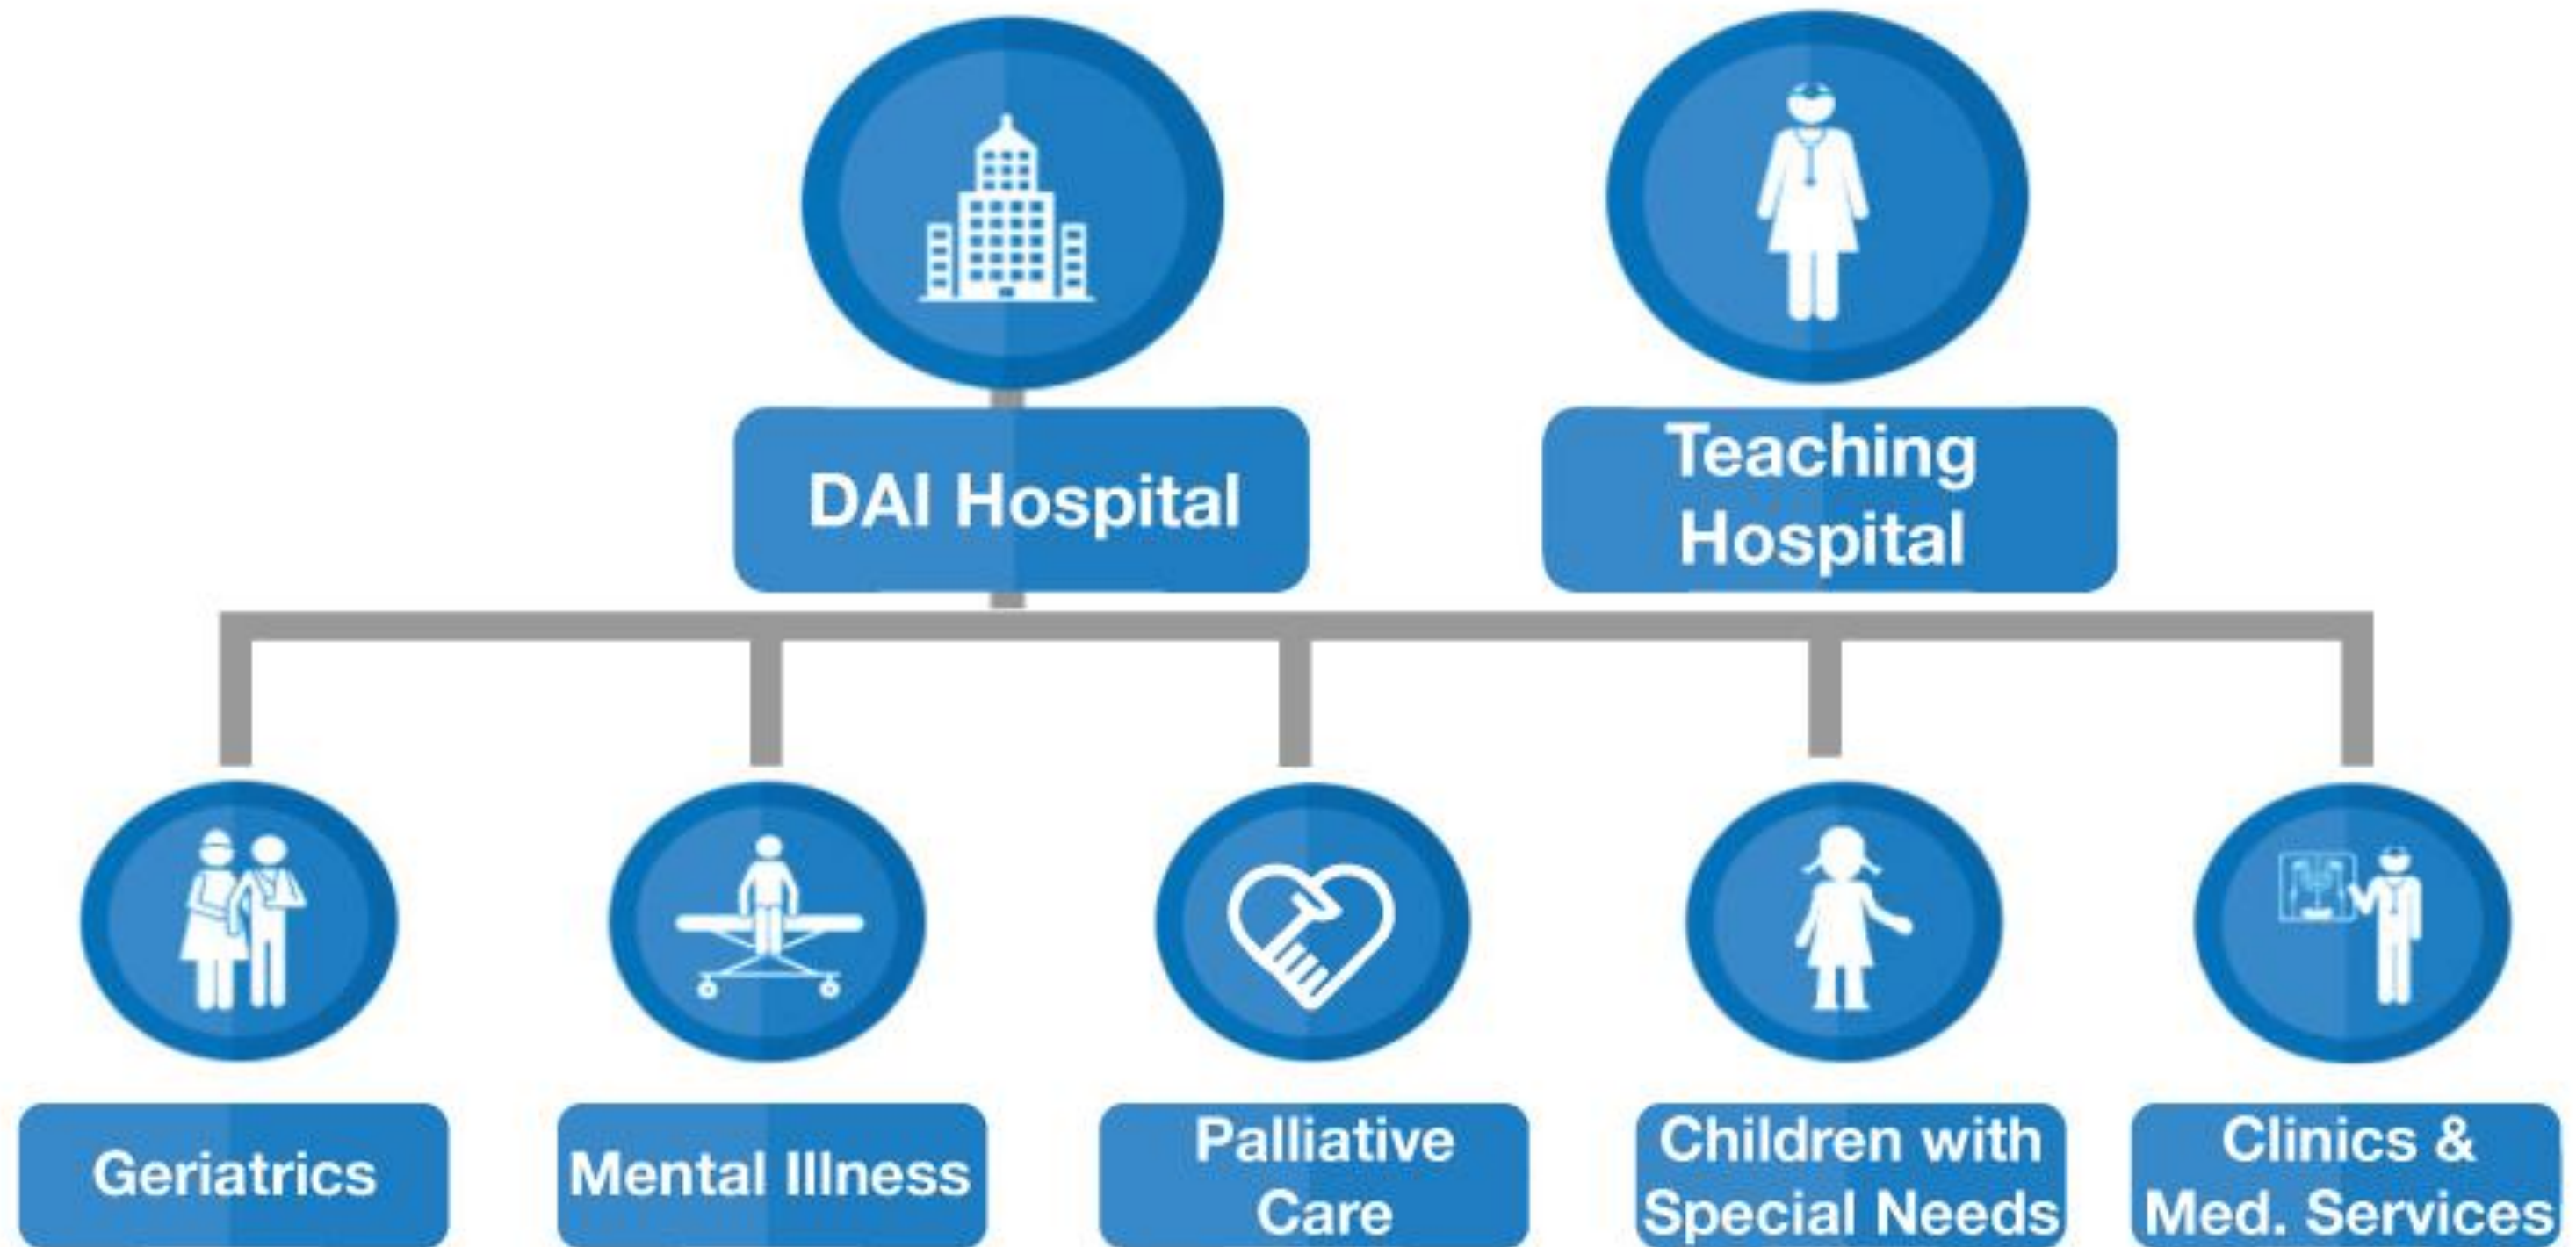 DAI Hospital
Teaching
Hospital
Geriatrics
Mental Illness
Palliative
Care
Children with
Special Needs
Clinics &
Med. Services